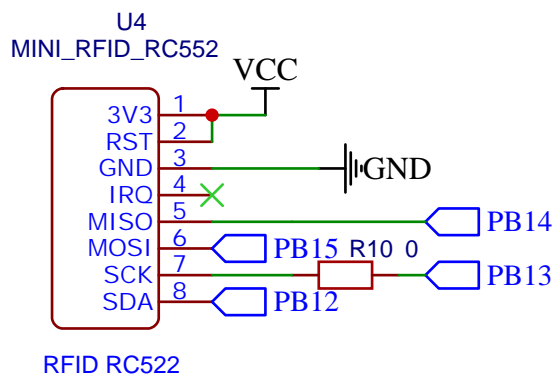 U4
MINI_RFID_RC552
VCC
3V3 1
RST 2
GND 3 GND
IRQ 4
MISO 5 PB14
MOSI 6 PB15 R10 0
SCK 7 PB13
SDA 8 PB12
RFID RC522